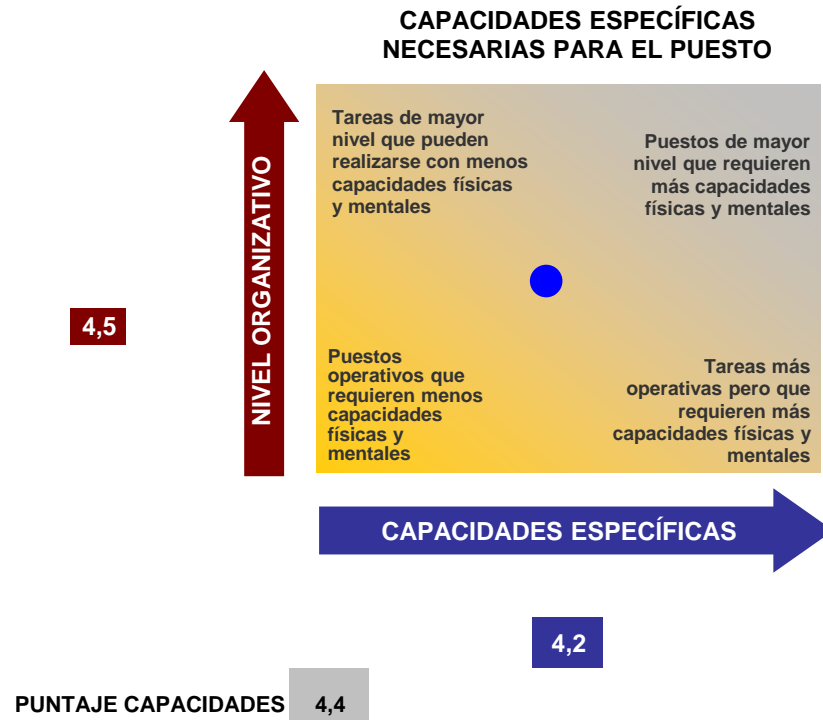 CAPACIDADES ESPECÍFICAS
NECESARIAS PARA EL PUESTO
Tareas de mayor
nivel que pueden
realizarse con menos
capacidades físicas
y mentales
Puestos de mayor
nivel que requieren
más capacidades
físicas y mentales
NIVEL ORGANIZATIVO
4,5
Puestos
operativos que
requieren menos
capacidades
físicas y
mentales
Tareas más
operativas pero que
requieren más
capacidades físicas y
mentales
CAPACIDADES ESPECÍFICAS
4,2
PUNTAJE CAPACIDADES 4,4